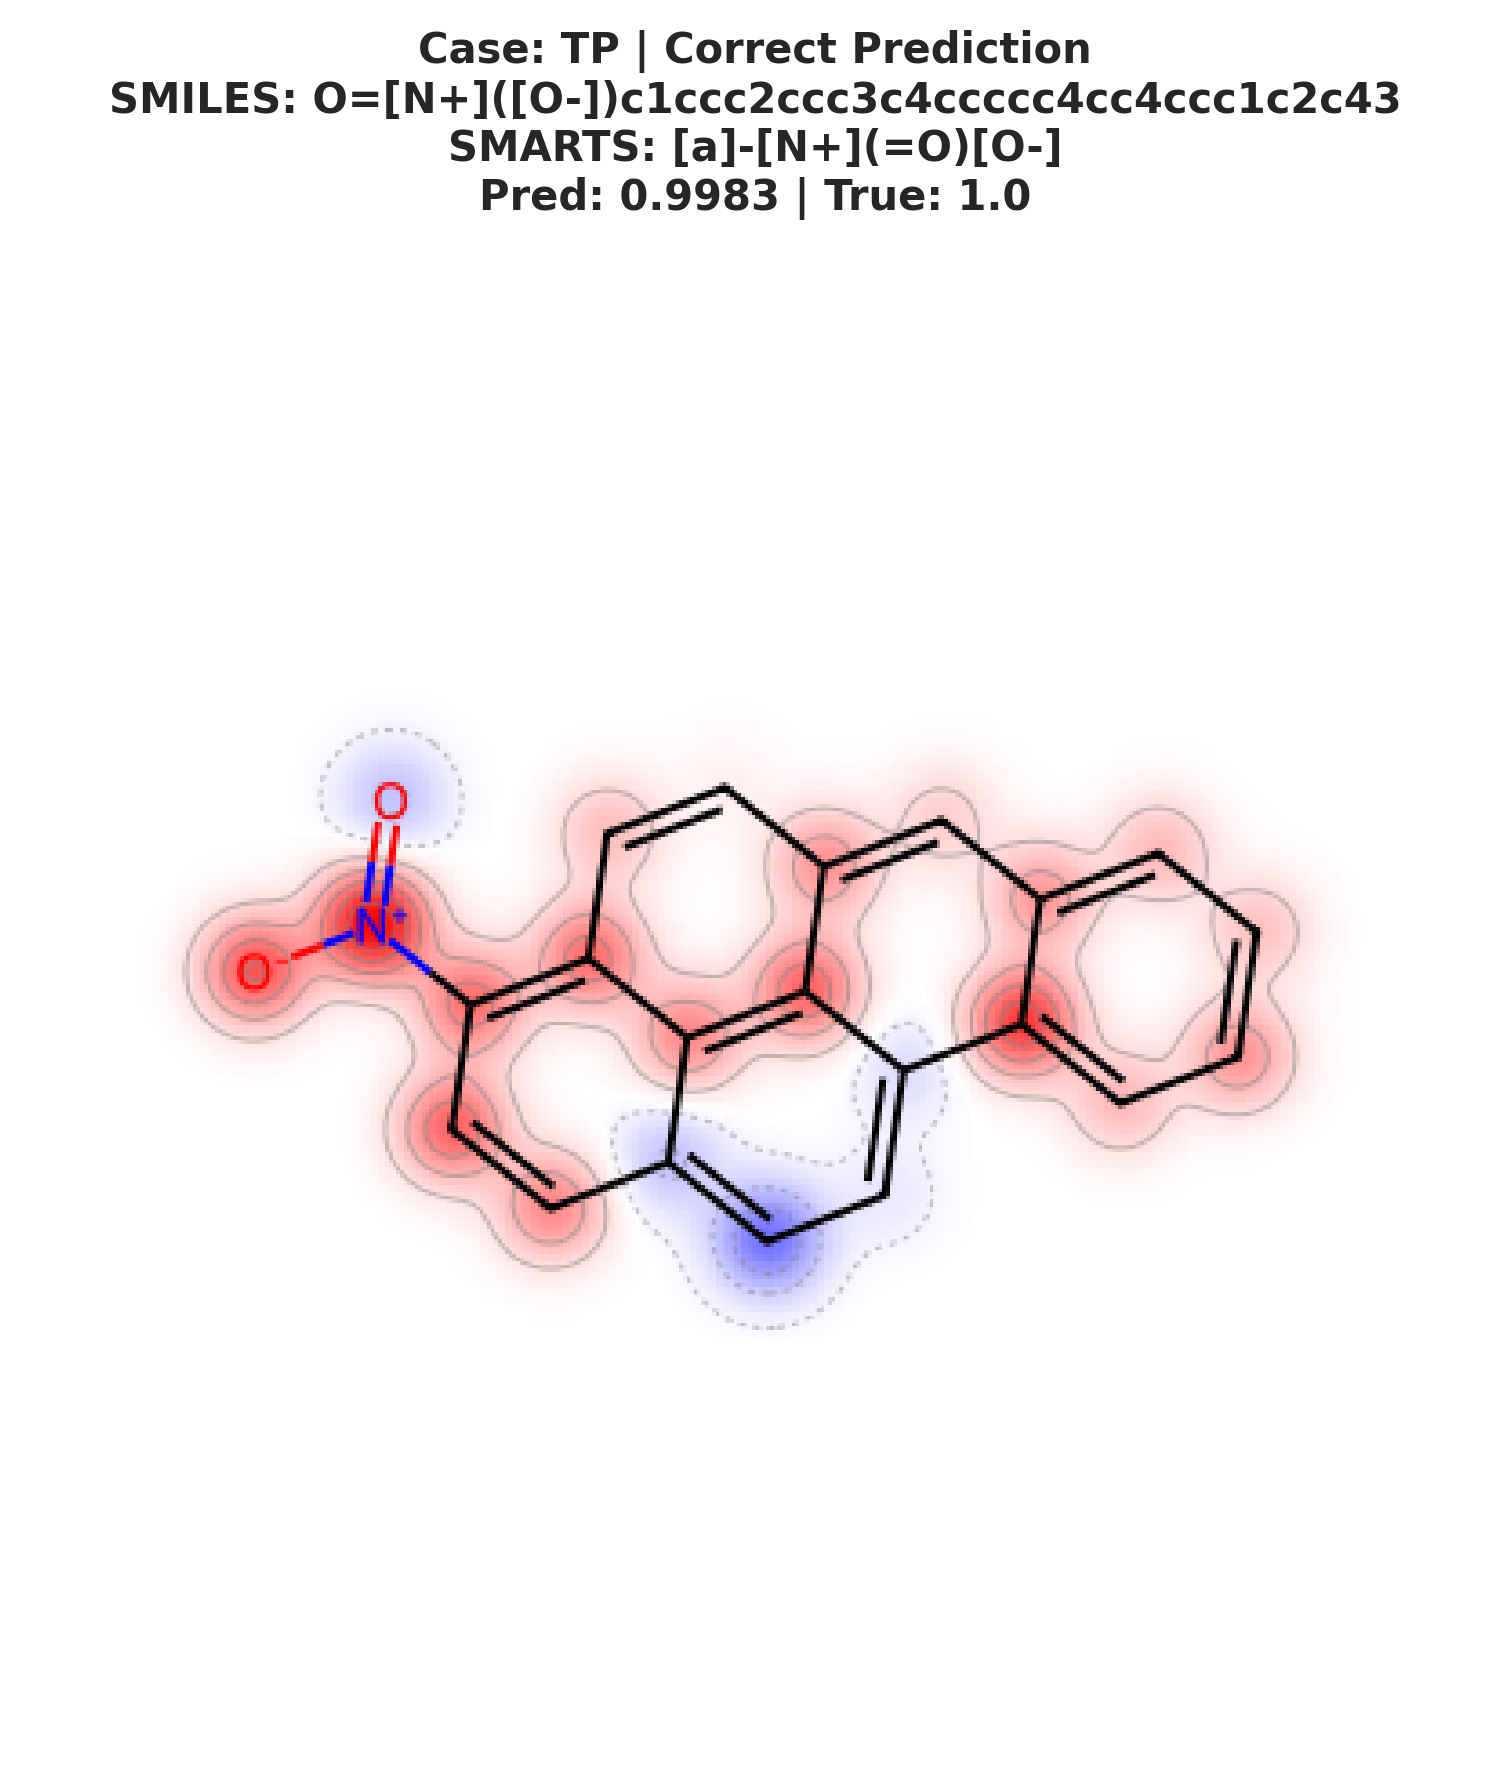 Case: TP | Correct Prediction
SMILES: O=[N+]([O-])c1ccc2ccc3c4ccccc4cc4ccc1c2c43
SMARTS: [a]-[N+](=O)[O-]
Pred: 0.9983 | True: 1.0
O
N+
O-